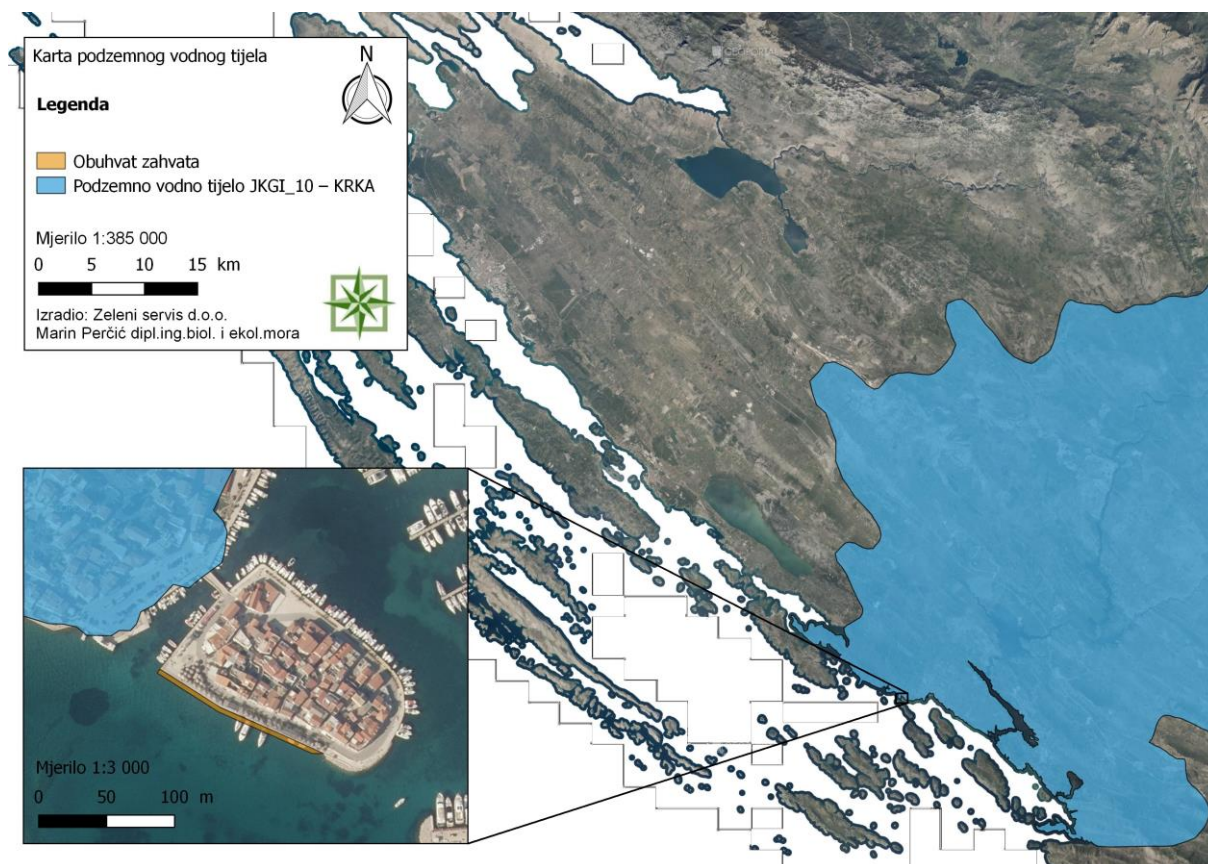 Karta podzemnog vodnog tijela
N
Legenda
Obuhvat zahvata
Podzemno vodno tijelo JKGI_10 – KRKA
Mjerilo 1:385 000
0 5 10 15 km
Izradio: Zeleni servis d.o.o.
Marin Perčić dipl.ing.biol. i ekol.mora
Mjerilo 1:3 000
0 50 100 m